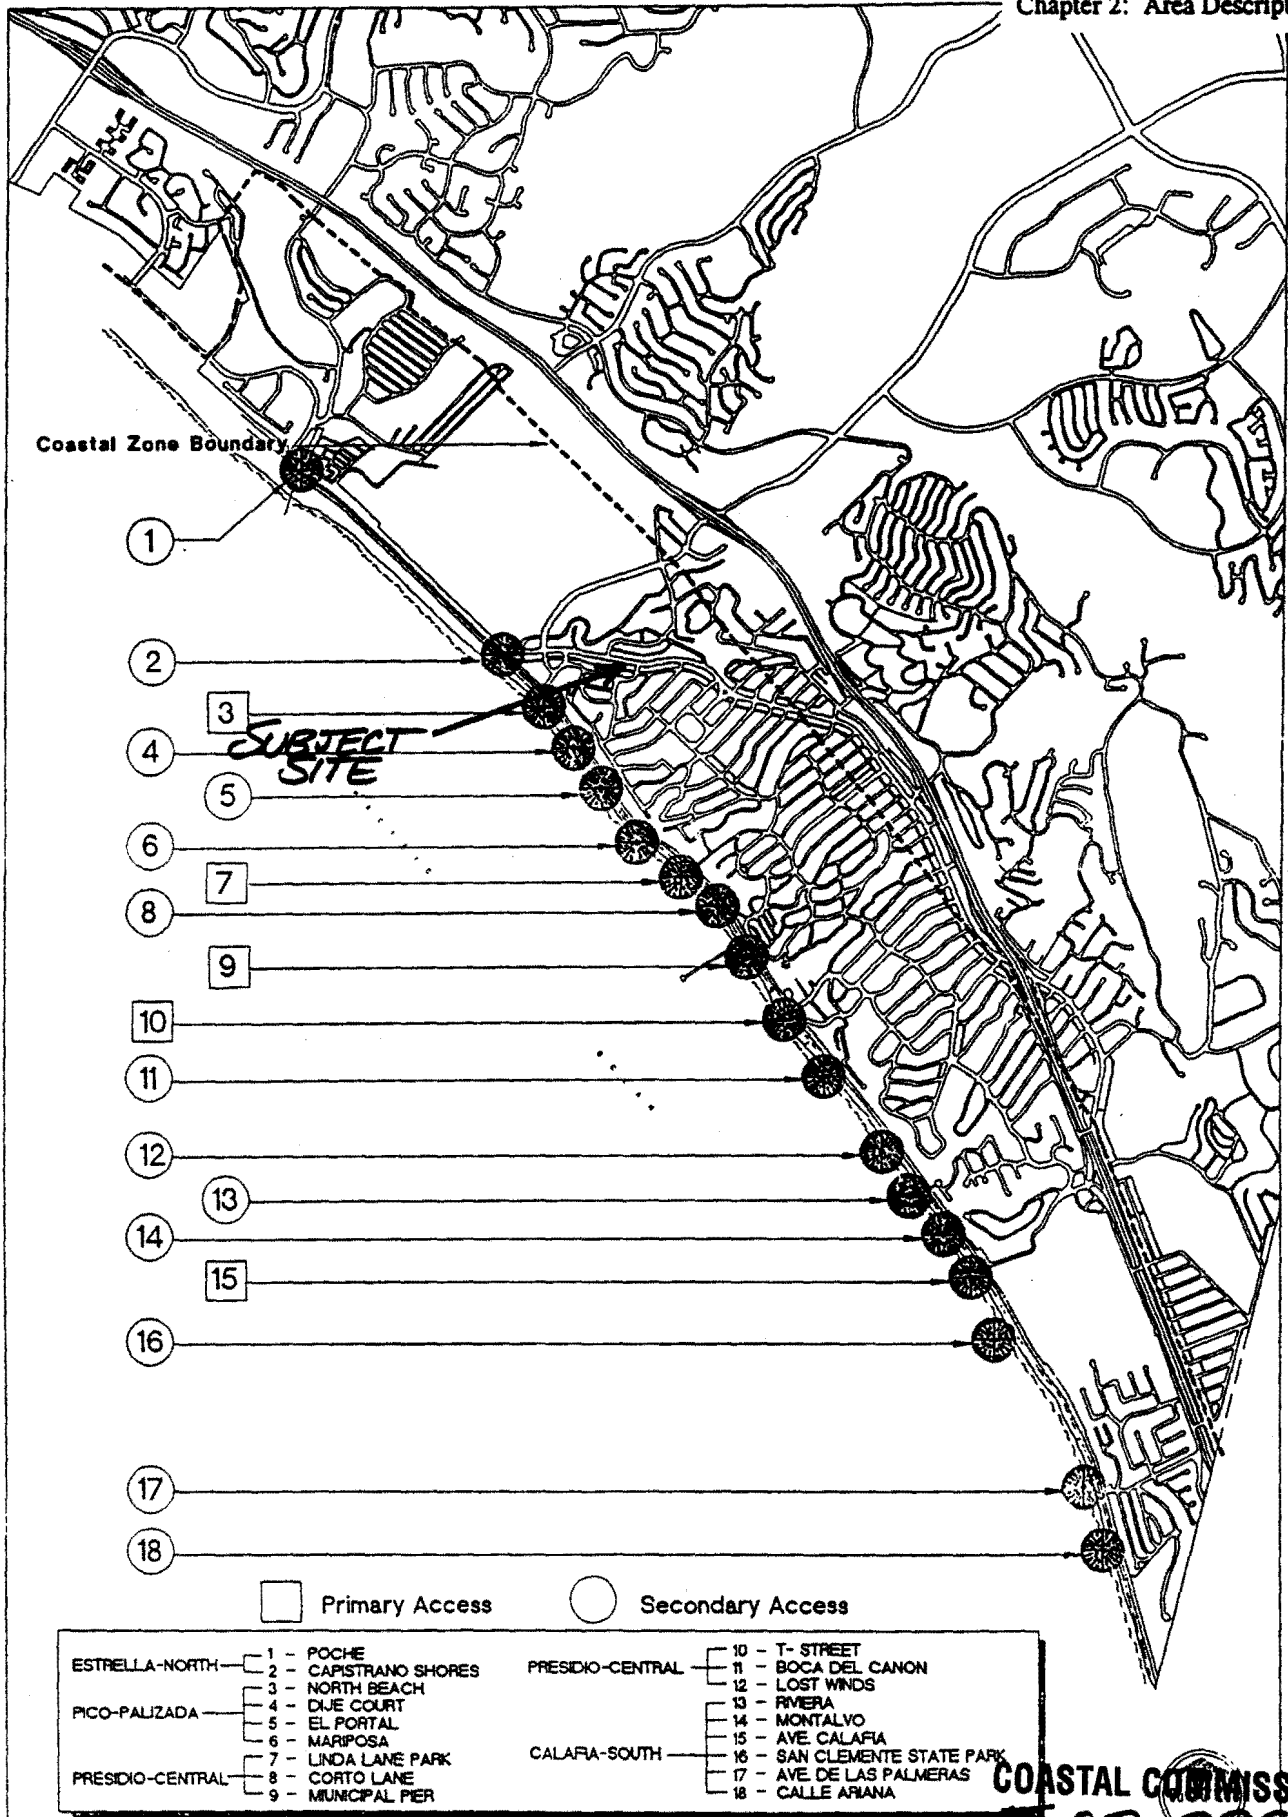 Chapter 2: Area Descrip
Coastal Zone Boundary
1
2
3
SUBJECT
SITE
4
5
6
7
8
9
10
11
12
13
14
15
16
17
18
Primary Access
Secondary Access
ESTRELLA-NORTH
1 - POCHE
2 - CAPISTRANO SHORES
PICO-PALIZADA
3 - NORTH BEACH
4 - DIJE COURT
5 - EL PORTAL
6 - MARIPOSA
PRESIDIO-CENTRAL
7 - LINDA LANE PARK
8 - CORTO LANE
9 - MUNICIPAL PIER
PRESIDIO-CENTRAL
10 - T- STREET
11 - BOCA DEL CANON
12 - LOST WINDS
CALAFIA-SOUTH
13 - RIVIERA
14 - MONTALVO
15 - AVE. CALAFIA
16 - SAN CLEMENTE STATE PARK
17 - AVE. DE LAS PALMERAS
18 - CALLE ARIANA
COASTAL COMMISS